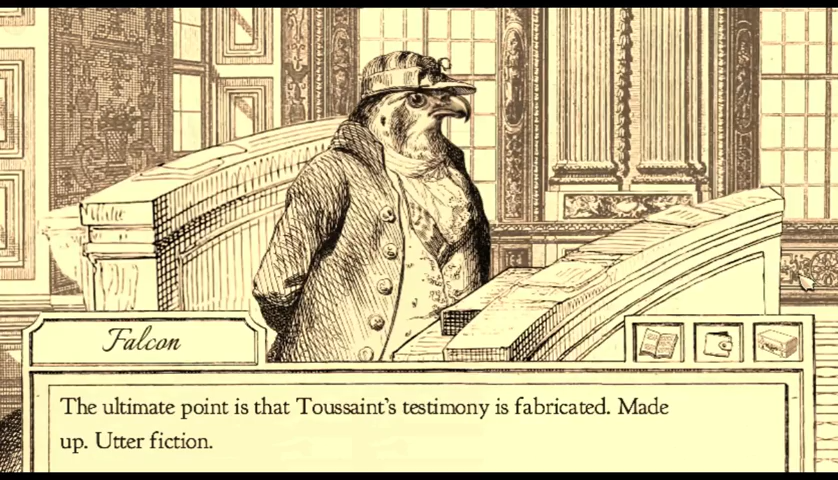 Falcon
The ultimate point is that Toussaint's testimony is fabricated. Made
up. Utter fiction.